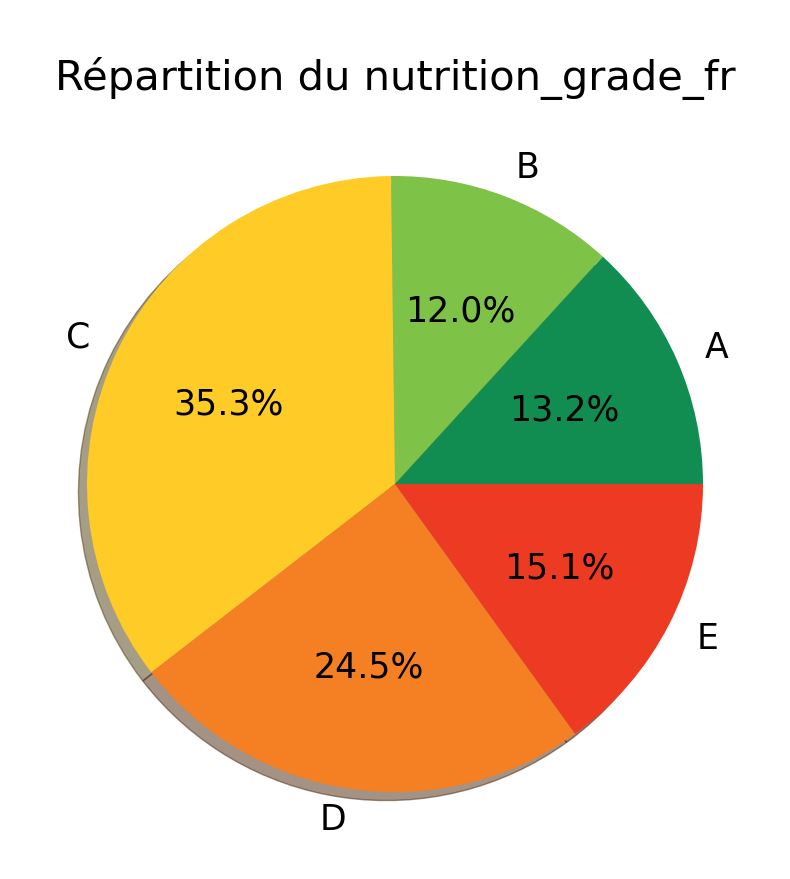 Répartition du nutrition_grade_fr
B
A
12.0%
C
35.3%
13.2%
15.1%
E
24.5%
D